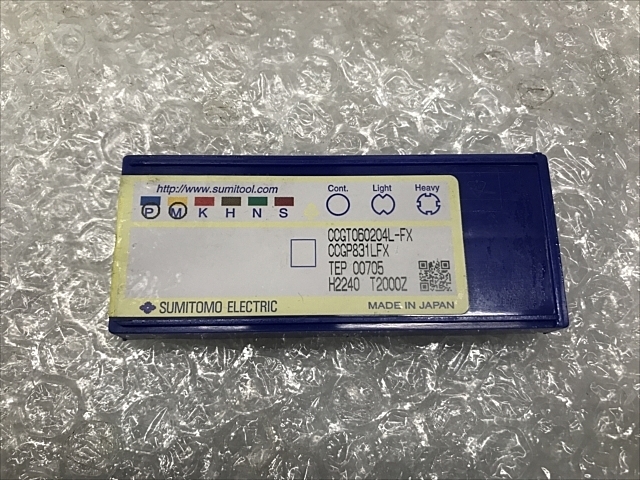 http://www.sumitool.com
P M K H N S
Cont. Light Heavy
CCGT060204L-FX
CCGP831LFX
TEP 00705
H2240 T2000Z
SUMITOMO ELECTRIC
MADE IN JAPAN